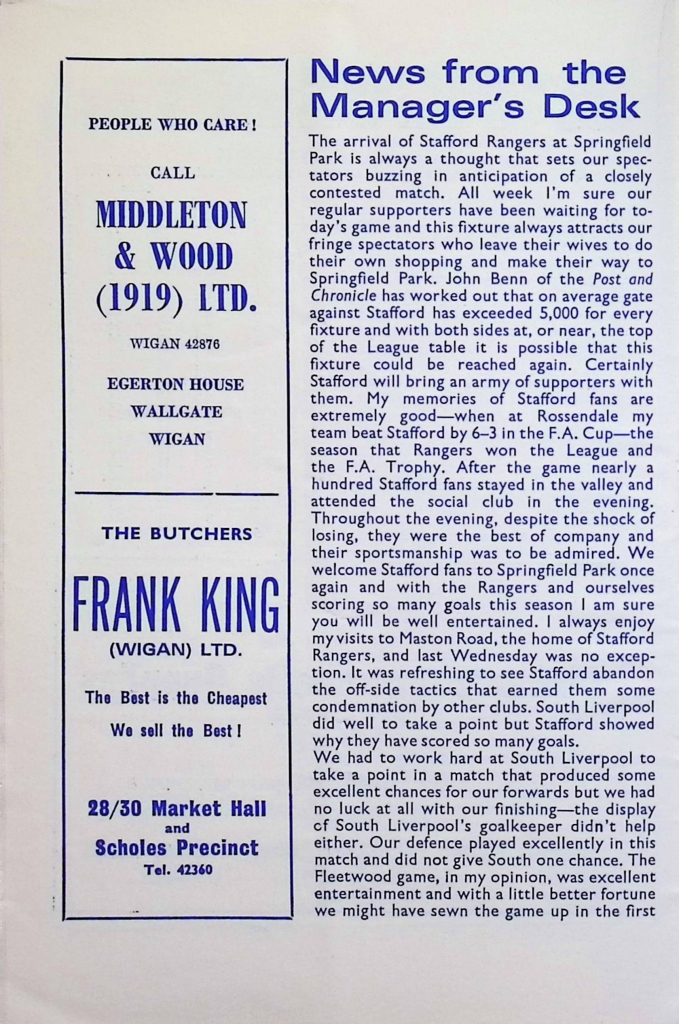 PEOPLE WHO CARE!
CALL
MIDDLETON
& WOOD
(1919) LTD.
WIGAN 42876
EGERTON HOUSE
WALLGATE
WIGAN
THE BUTCHERS
FRANK KING
(WIGAN) LTD.
The Best is the Cheapest
We sell the Best!
28/30 Market Hall
and
Scholes Precinct
Tel. 42360
News from the
Manager's Desk
The arrival of Stafford Rangers at Springfield
Park is always a thought that sets our spec-
tators buzzing in anticipation of a closely
contested match. All week I'm sure our
regular supporters have been waiting for to-
day's game and this fixture always attracts our
fringe spectators who leave their wives to do
their own shopping and make their way to
Springfield Park. John Benn of the Post and
Chronicle has worked out that on average gate
against Stafford has exceeded 5,000 for every
fixture and with both sides at, or near, the top
of the League table it is possible that this
fixture could be reached again. Certainly
Stafford will bring an army of supporters with
them. My memories of Stafford fans are
extremely good—when at Rossendale my
team beat Stafford by 6–3 in the F.A. Cup—the
season that Rangers won the League and
the F.A. Trophy. After the game nearly a
hundred Stafford fans stayed in the valley and
attended the social club in the evening.
Throughout the evening, despite the shock of
losing, they were the best of company and
their sportsmanship was to be admired. We
welcome Stafford fans to Springfield Park once
again and with the Rangers and ourselves
scoring so many goals this season I am sure
you will be well entertained. I always enjoy
my visits to Maston Road, the home of Stafford
Rangers, and last Wednesday was no excep-
tion. It was refreshing to see Stafford abandon
the off-side tactics that earned them some
condemnation by other clubs. South Liverpool
did well to take a point but Stafford showed
why they have scored so many goals.
We had to work hard at South Liverpool to
take a point in a match that produced some
excellent chances for our forwards but we had
no luck at all with our finishing—the display
of South Liverpool's goalkeeper didn't help
either. Our defence played excellently in this
match and did not give South one chance. The
Fleetwood game, in my opinion, was excellent
entertainment and with a little better fortune
we might have sewn the game up in the first